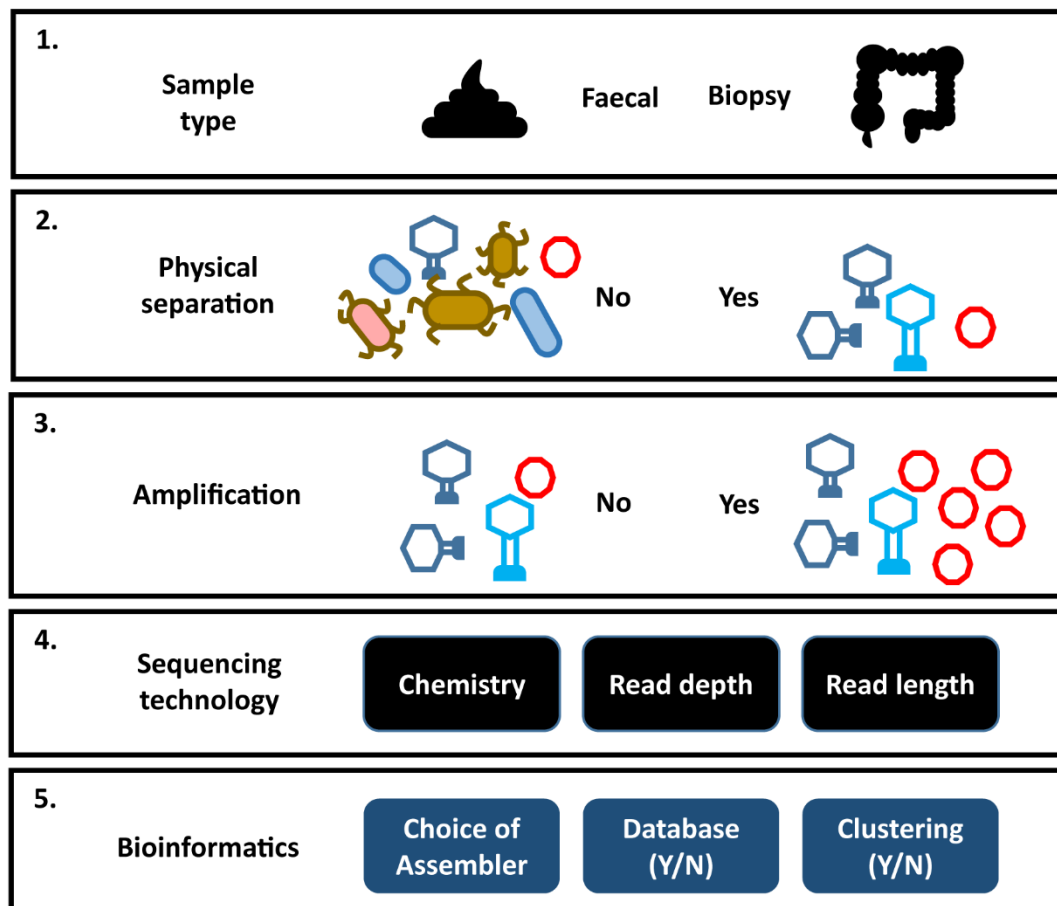 1.
Sample
type
Faecal
Biopsy
2.
Physical
separation
No
Yes
3.
Amplification
No
Yes
4.
Sequencing
technology
Chemistry
Read depth
Read length
5.
Bioinformatics
Choice of
Assembler
Database
(Y/N)
Clustering
(Y/N)